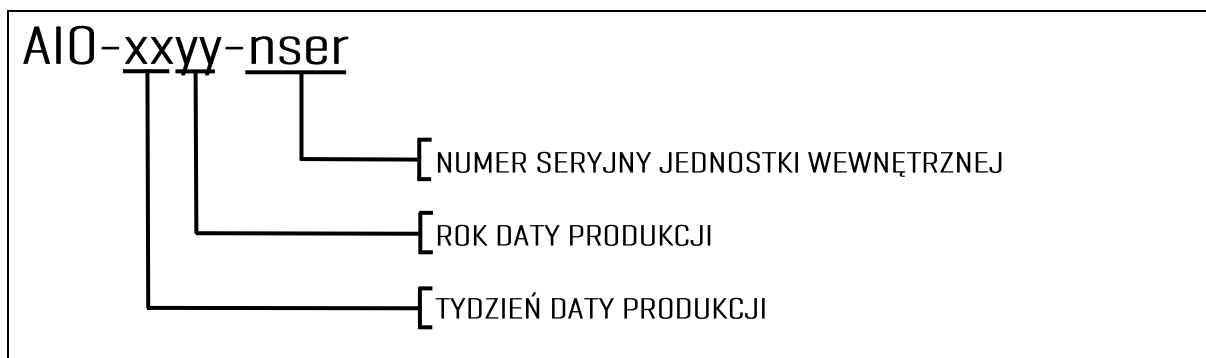 AIO-xxyy-nser
NUMER SERYJNY JEDNOSTKI WEWNĘTRZNEJ
ROK DATY PRODUKCJI
TYDZIEŃ DATY PRODUKCJI